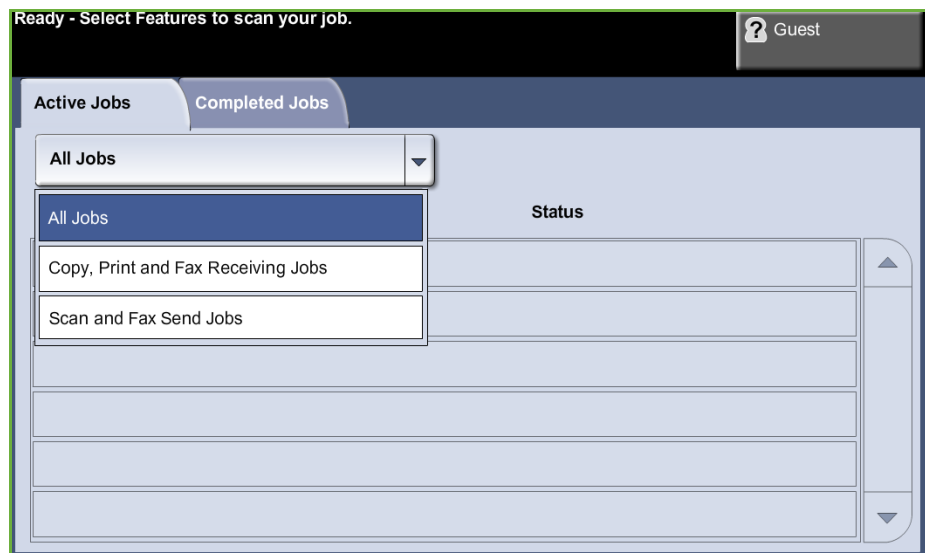 Ready - Select Features to scan your job.
Guest
Active Jobs
Completed Jobs
All Jobs
All Jobs
Status
Copy, Print and Fax Receiving Jobs
Scan and Fax Send Jobs